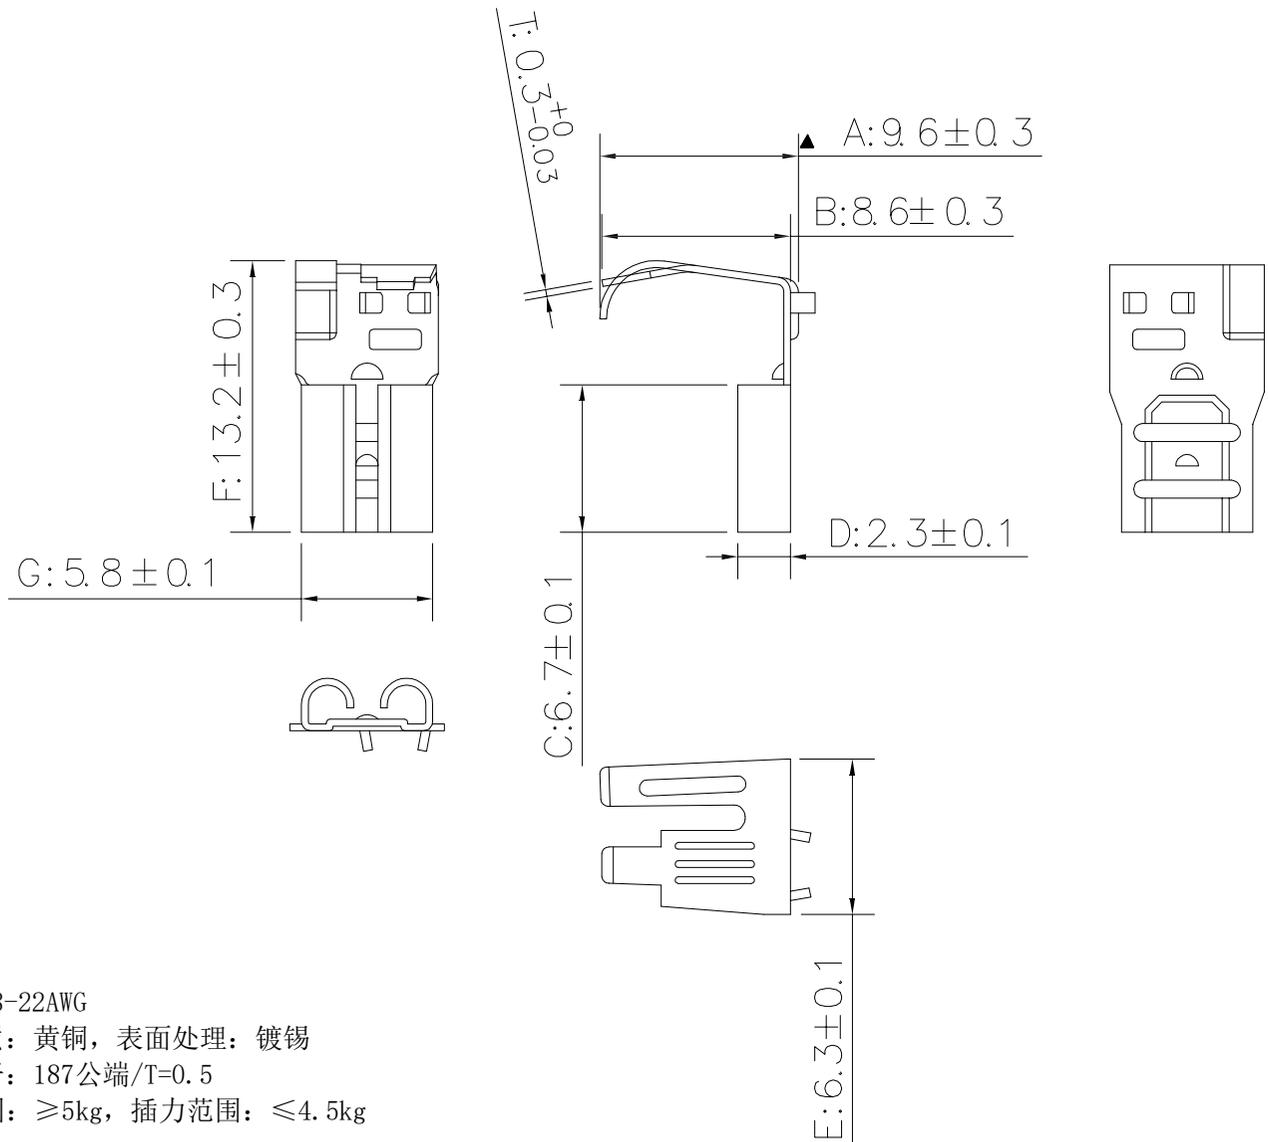 T:0.3+0-0.03
A:9.6±0.3
B:8.6±0.3
F:13.2±0.3
D:2.3±0.1
G:5.8±0.1
C:6.7±0.1
E:6.3±0.1
-22AWG
：黄铜，表面处理：镀锡
：187公端/T=0.5
：≥5kg，插力范围：≤4.5kg